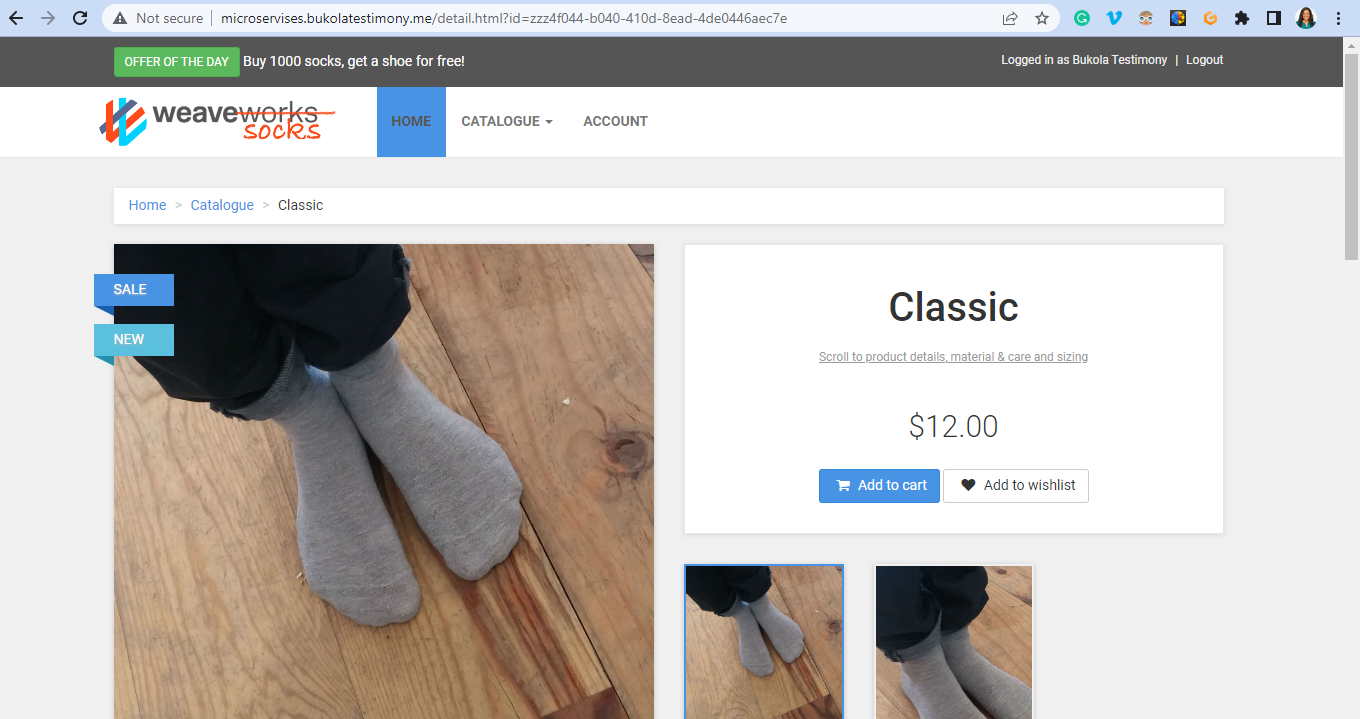 Not secure | microservises.bukolatestimony.me/detail.html?id=zzz4f044-b040-410d-8ead-4de0446aec7e
OFFER OF THE DAY Buy 1000 socks, get a shoe for free!
Logged in as Bukola Testimony | Logout
weaveworks
socks
HOME CATALOGUE ACCOUNT
Home > Catalogue > Classic
SALE
NEW
Classic
Scroll to product details, material & care and sizing
$12.00
Add to cart Add to wishlist